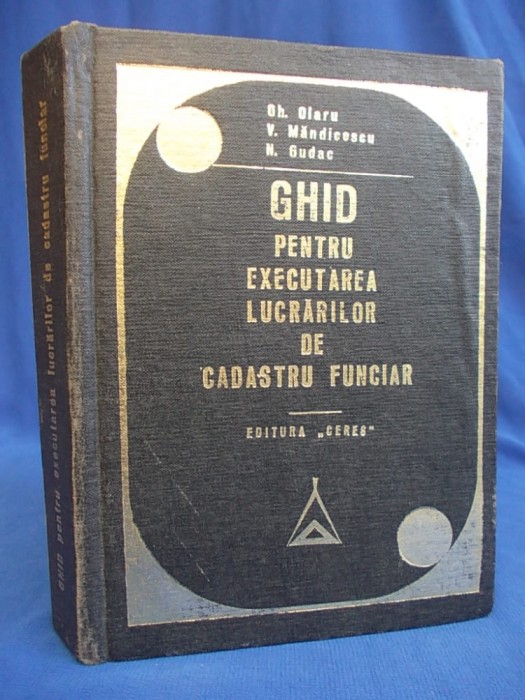 Gh. Olaru
V. Măndicescu
N. Gudac
GHID
PENTRU
EXECUTAREA
LUCRĂRILOR
DE
CADASTRU FUNCIAR
EDITURA „CERES"
GHID pentru executarea lucrărilor de cadastru funciar